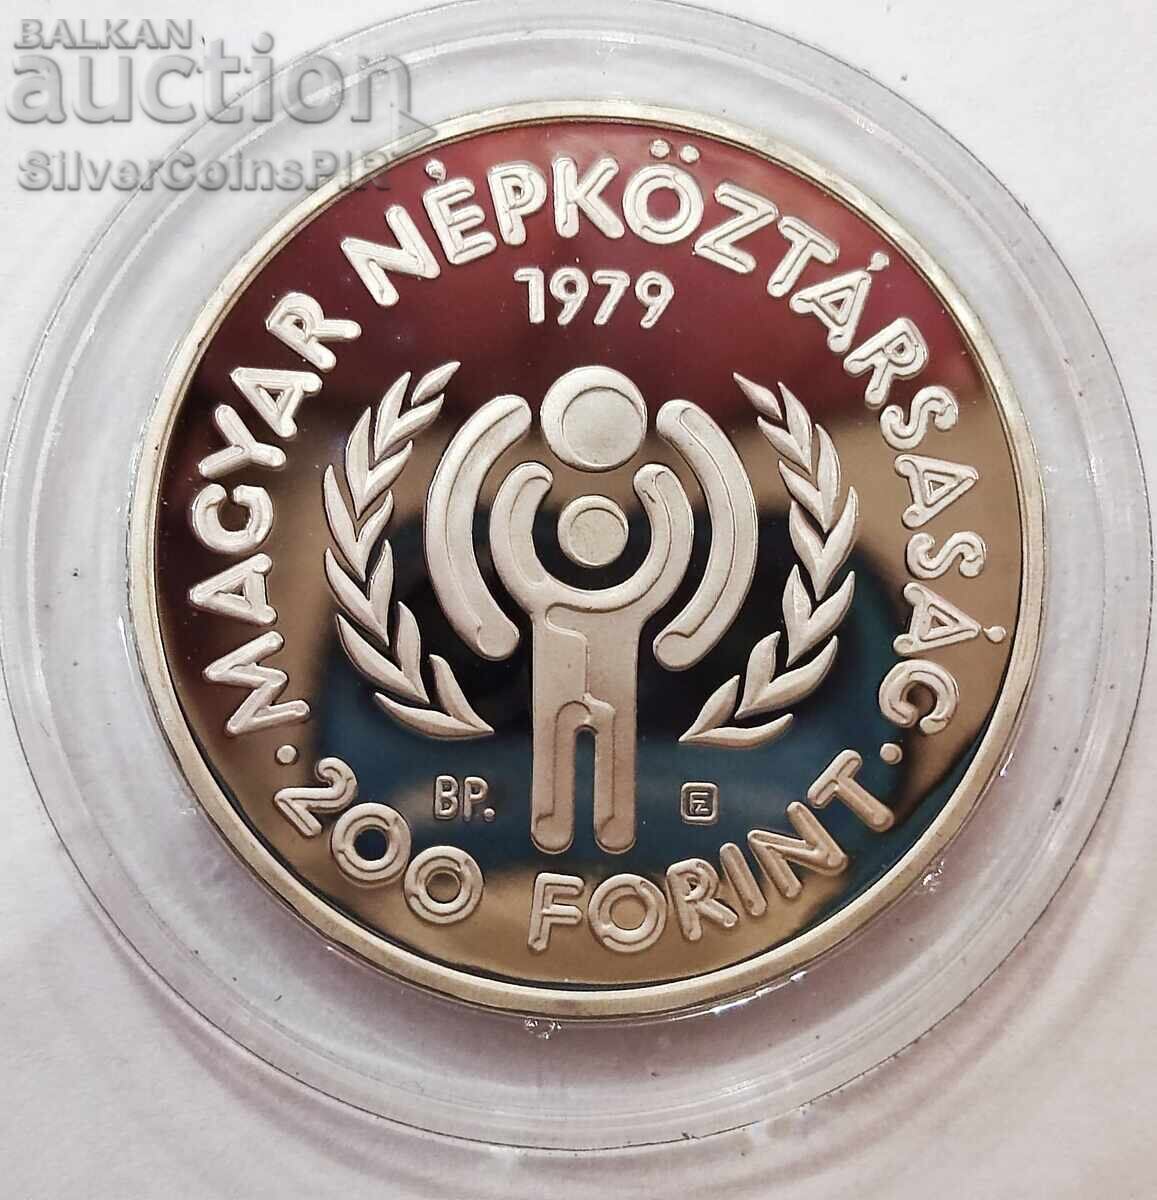 BALKAN
auction
SilverCoinsPIR
MAGYAR NÉPKÖZTÁRSASÁG
1979
BP.
·200 FORINT·